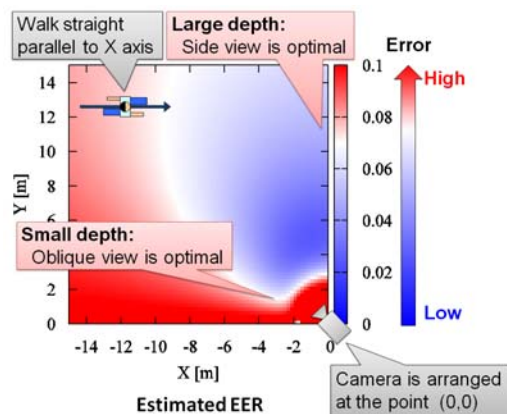 Walk straight
parallel to X axis
Large depth:
Side view is optimal
Error
High
Low
0.1
0.08
0.06
0.04
0.02
0
14
12
10
8
6
4
2
0
Y [m]
Small depth:
Oblique view is optimal
-14 -12 -10 -8 -6 -4 -2 0
X [m]
Camera is arranged
at the point (0,0)
Estimated EER